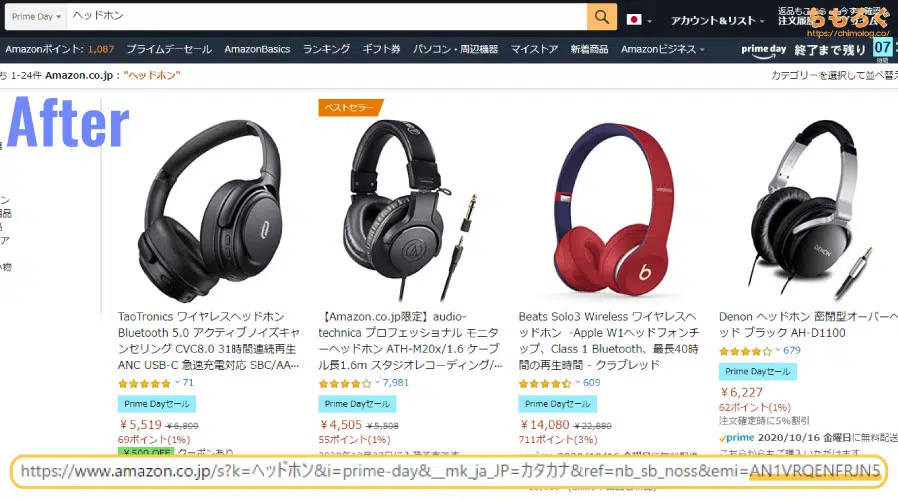 Prime Day
ヘッドホン
返品もこちら
今すぐ確認
アカウント&リスト
注文履歴
ちもろぐ
https://chimolog.co/
Amazonポイント: 1,087 プライムデーセール AmazonBasics ランキング ギフト券 パソコン・周辺機器 マイストア 新着商品 Amazonビジネス prime day 終了まで残り 07
時間
1-24件 Amazon.co.jp : "ヘッドホン"
カテゴリーを選択して並べ替え
After
ベストセラー
TaoTronics ワイヤレスヘッドホン
Bluetooth 5.0 アクティブノイズキャ
ンセリング CVC8.0 31時間連続再生
ANC USB-C 急速充電対応 SBC/AA…
71
Prime Dayセール
¥5,519 ¥6,899
69ポイント(1%)
¥500 OFF クーポンあり
【Amazon.co.jp限定】audio-
technica プロフェッショナル モニタ
ーヘッドホン ATH-M20x/1.6 ケーブ
ル長1.6m スタジオレコーディング/…
7,981
Prime Dayセール
¥4,505 ¥5,508
55ポイント(1%)
Beats Solo3 Wireless ワイヤレスヘ
ッドホン -Apple W1ヘッドフォンチ
ップ、Class 1 Bluetooth、最長40時
間の再生時間 - クラブレッド
609
Prime Dayセール
¥14,080 ¥22,880
711ポイント(3%)
DENON
Denon ヘッドホン 密閉型オーバーヘ
ッド ブラック AH-D1100
679
Prime Dayセール
¥6,227
62ポイント(1%)
注文確定時に5%割引
prime 2020/10/16 金曜日に無料配送
https://www.amazon.co.jp/s?k=ヘッドホン&i=prime-day&__mk_ja_JP=カタカナ&ref=nb_sb_noss&emi=AN1VRQENFRJN5